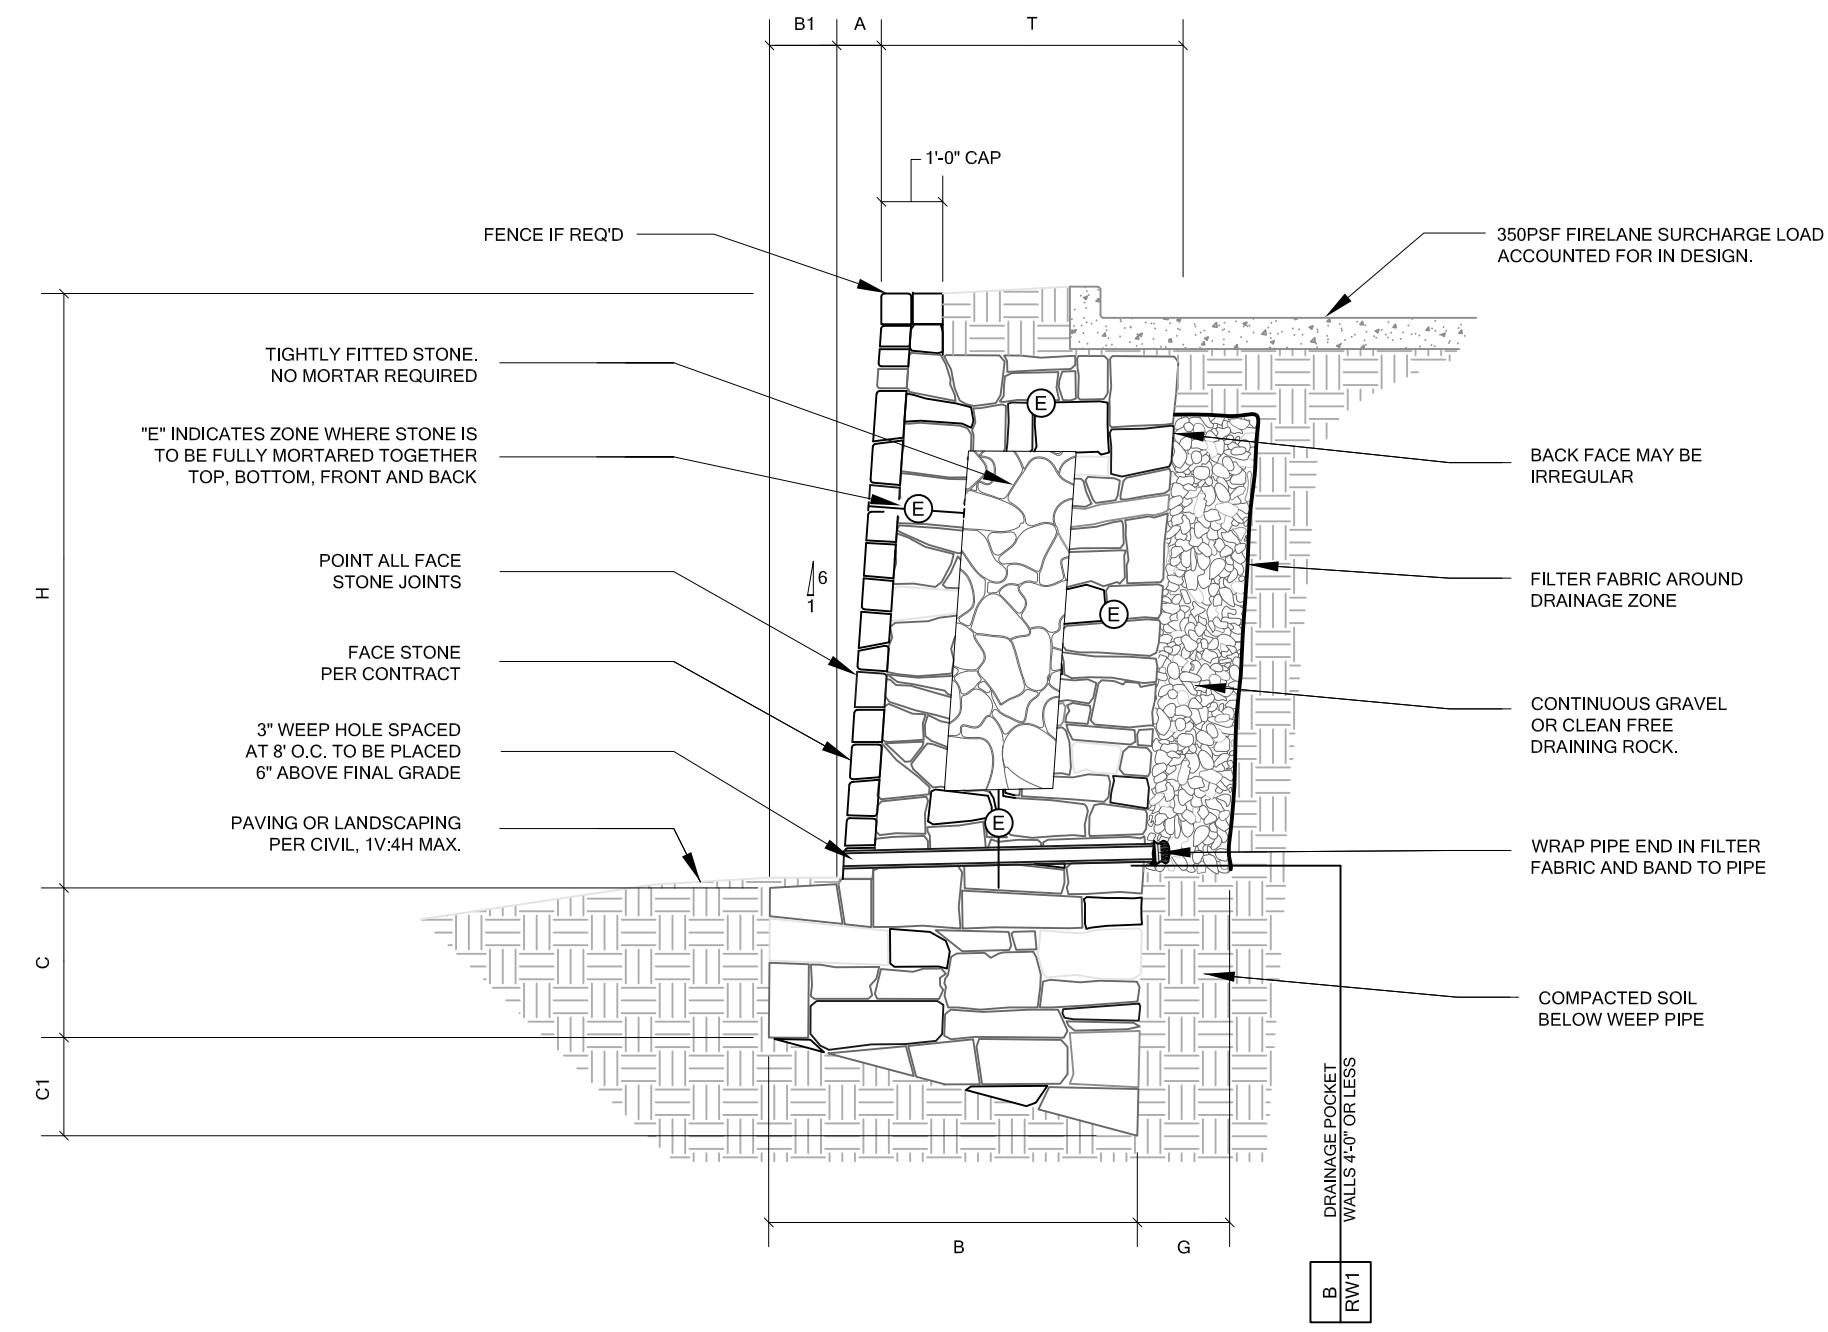 B1
A
T
1'-0" CAP
FENCE IF REQ'D
350PSF FIRELANE SURCHARGE LOAD
ACCOUNTED FOR IN DESIGN.
TIGHTLY FITTED STONE.
NO MORTAR REQUIRED
"E" INDICATES ZONE WHERE STONE IS
TO BE FULLY MORTARED TOGETHER
TOP, BOTTOM, FRONT AND BACK
POINT ALL FACE
STONE JOINTS
FACE STONE
PER CONTRACT
3" WEEP HOLE SPACED
AT 8' O.C. TO BE PLACED
6" ABOVE FINAL GRADE
PAVING OR LANDSCAPING
PER CIVIL, 1V:4H MAX.
H
C
C1
6
1
E
E
E
E
BACK FACE MAY BE
IRREGULAR
FILTER FABRIC AROUND
DRAINAGE ZONE
CONTINUOUS GRAVEL
OR CLEAN FREE
DRAINING ROCK.
WRAP PIPE END IN FILTER
FABRIC AND BAND TO PIPE
COMPACTED SOIL
BELOW WEEP PIPE
DRAINAGE POCKET
WALLS 4'-0" OR LESS
B
G
B
RW1